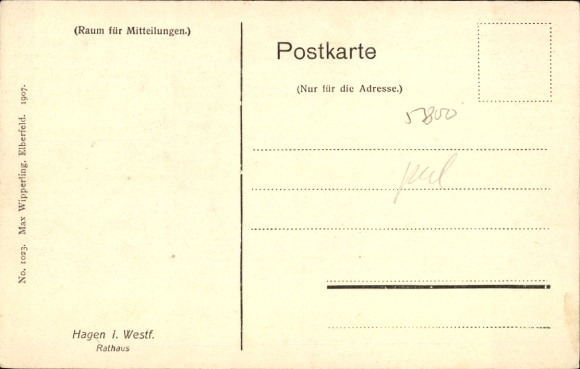 (Raum für Mitteilungen.)
Postkarte
(Nur für die Adresse.)
5800
No. 1023. Max Wipperling, Elberfeld. 1907.
Hagen i. Westf.
Rathaus